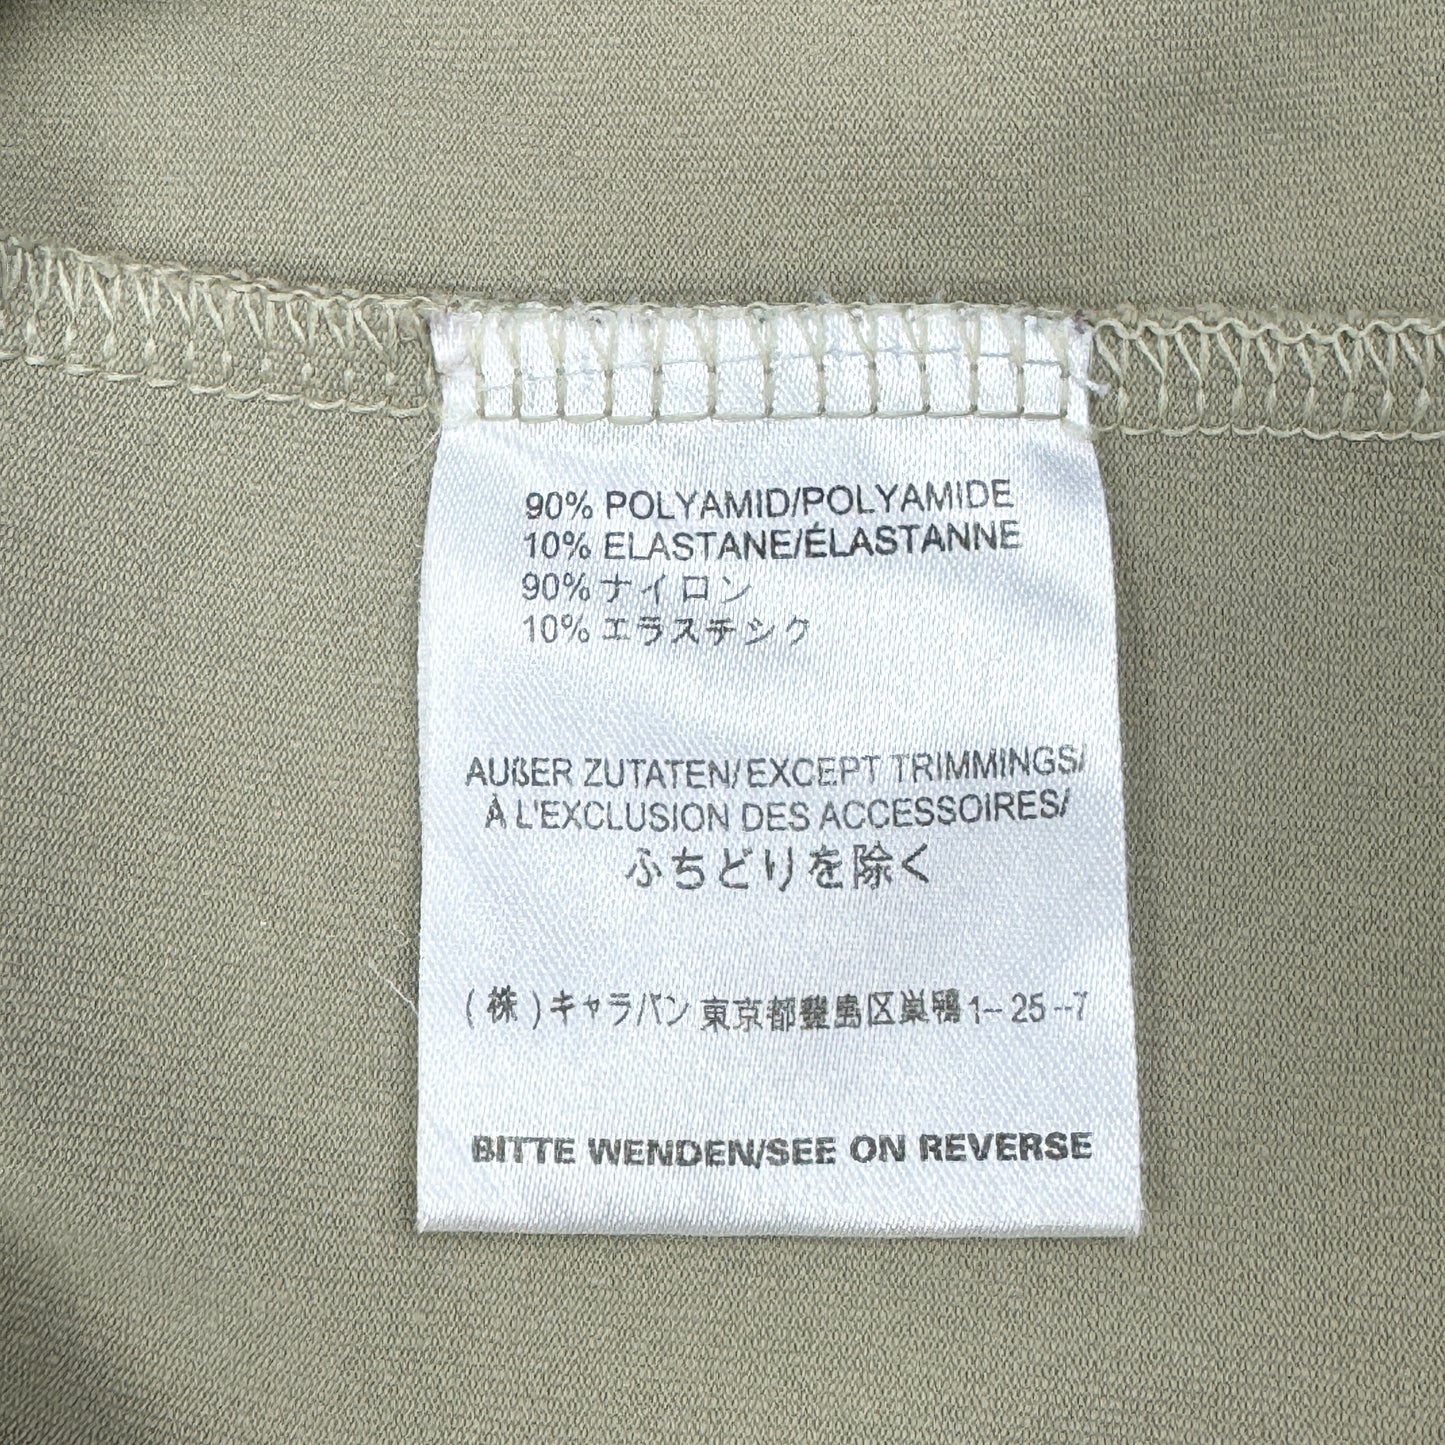 90% POLYAMID/POLYAMIDE
10% ELASTANE/ÉLASTANNE
90% ナイロン
10% エラスチシク
AUßER ZUTATEN/EXCEPT TRIMMINGS/
À L'EXCLUSION DES ACCESSOIRES/
ふちどりを除く
(株)キャラバン 東京都豊島区巣鴨1-25-7
BITTE WENDEN/SEE ON REVERSE